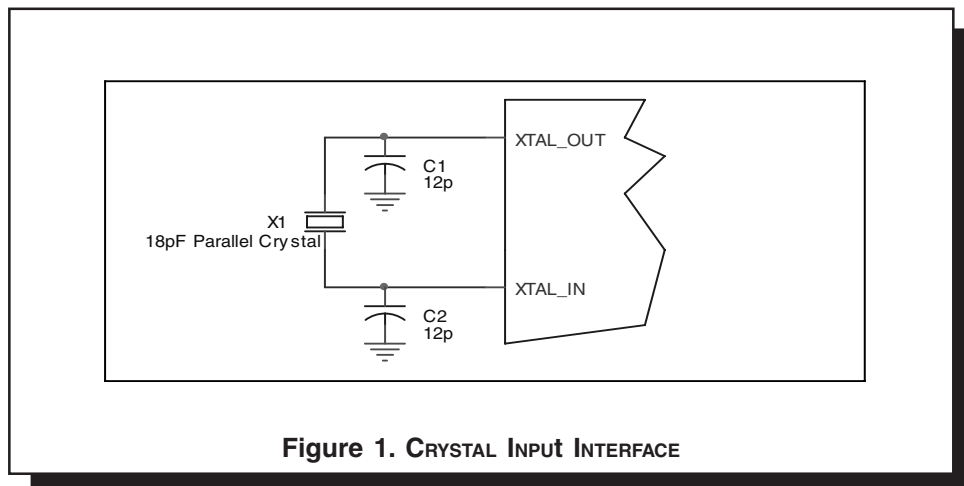 XTAL_OUT
C1
12p
X1
18pF Parallel Crystal
XTAL_IN
C2
12p
Figure 1. CRYSTAL INPUt INTERFACE